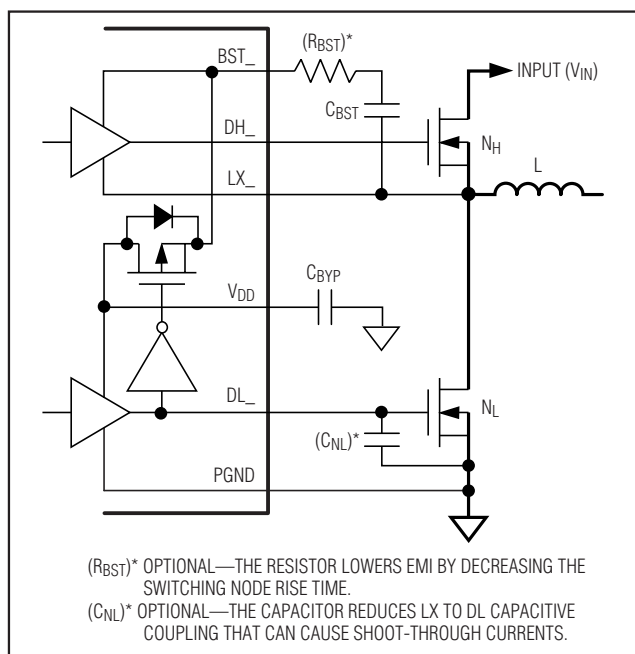 BST_
(RBST)*
INPUT (VIN)
CBST
DH_
NH
L
LX_
CBYP
VDD
DL_
NL
(CNL)*
PGND
(RBST)* OPTIONAL—THE RESISTOR LOWERS EMI BY DECREASING THE
SWITCHING NODE RISE TIME.
(CNL)* OPTIONAL—THE CAPACITOR REDUCES LX TO DL CAPACITIVE
COUPLING THAT CAN CAUSE SHOOT-THROUGH CURRENTS.